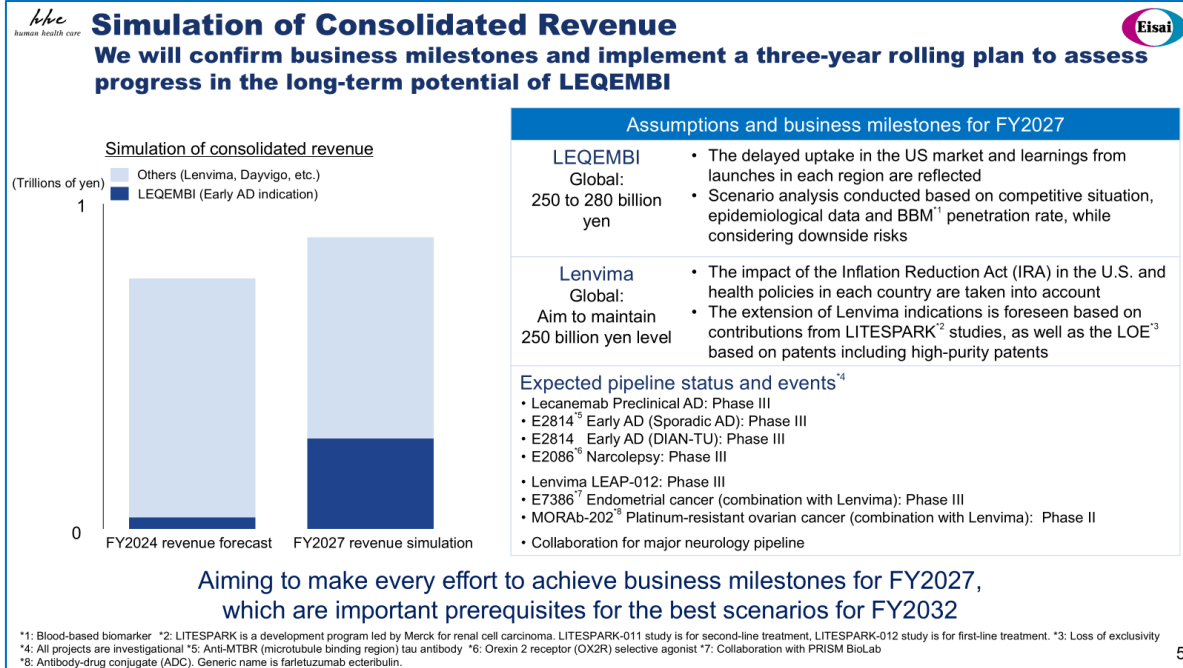 hhc
human health care
Simulation of Consolidated Revenue
Eisai
We will confirm business milestones and implement a three-year rolling plan to assess
progress in the long-term potential of LEQEMBI
Simulation of consolidated revenue
(Trillions of yen)
Others (Lenvima, Dayvigo, etc.)
LEQEMBI (Early AD indication)
1
0
FY2024 revenue forecast
FY2027 revenue simulation
Assumptions and business milestones for FY2027
LEQEMBI
Global:
250 to 280 billion
yen
• The delayed uptake in the US market and learnings from
launches in each region are reflected
• Scenario analysis conducted based on competitive situation,
epidemiological data and BBM*1 penetration rate, while
considering downside risks
Lenvima
Global:
Aim to maintain
250 billion yen level
• The impact of the Inflation Reduction Act (IRA) in the U.S. and
health policies in each country are taken into account
• The extension of Lenvima indications is foreseen based on
contributions from LITESPARK*2 studies, as well as the LOE*3
based on patents including high-purity patents
Expected pipeline status and events*4
• Lecanemab Preclinical AD: Phase III
• E2814*5 Early AD (Sporadic AD): Phase III
• E2814 Early AD (DIAN-TU): Phase III
• E2086*6 Narcolepsy: Phase III
• Lenvima LEAP-012: Phase III
• E7386*7 Endometrial cancer (combination with Lenvima): Phase III
• MORAb-202*8 Platinum-resistant ovarian cancer (combination with Lenvima): Phase II
• Collaboration for major neurology pipeline
Aiming to make every effort to achieve business milestones for FY2027,
which are important prerequisites for the best scenarios for FY2032
*1: Blood-based biomarker *2: LITESPARK is a development program led by Merck for renal cell carcinoma. LITESPARK-011 study is for second-line treatment, LITESPARK-012 study is for first-line treatment. *3: Loss of exclusivity
*4: All projects are investigational *5: Anti-MTBR (microtubule binding region) tau antibody *6: Orexin 2 receptor (OX2R) selective agonist *7: Collaboration with PRISM BioLab
*8: Antibody-drug conjugate (ADC). Generic name is farletuzumab ecteribulin.
5